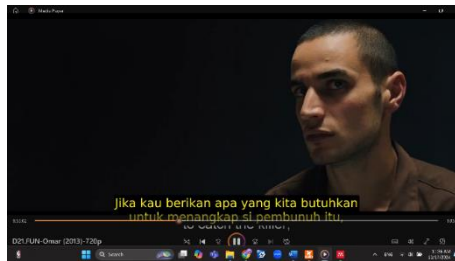 Media Player
Jika kau berikan apa yang kita butuhkan
untuk menangkap si pembunuh itu,
to catch the killer,
D21.FUN-Omar (2013)-720p
Search
ENG